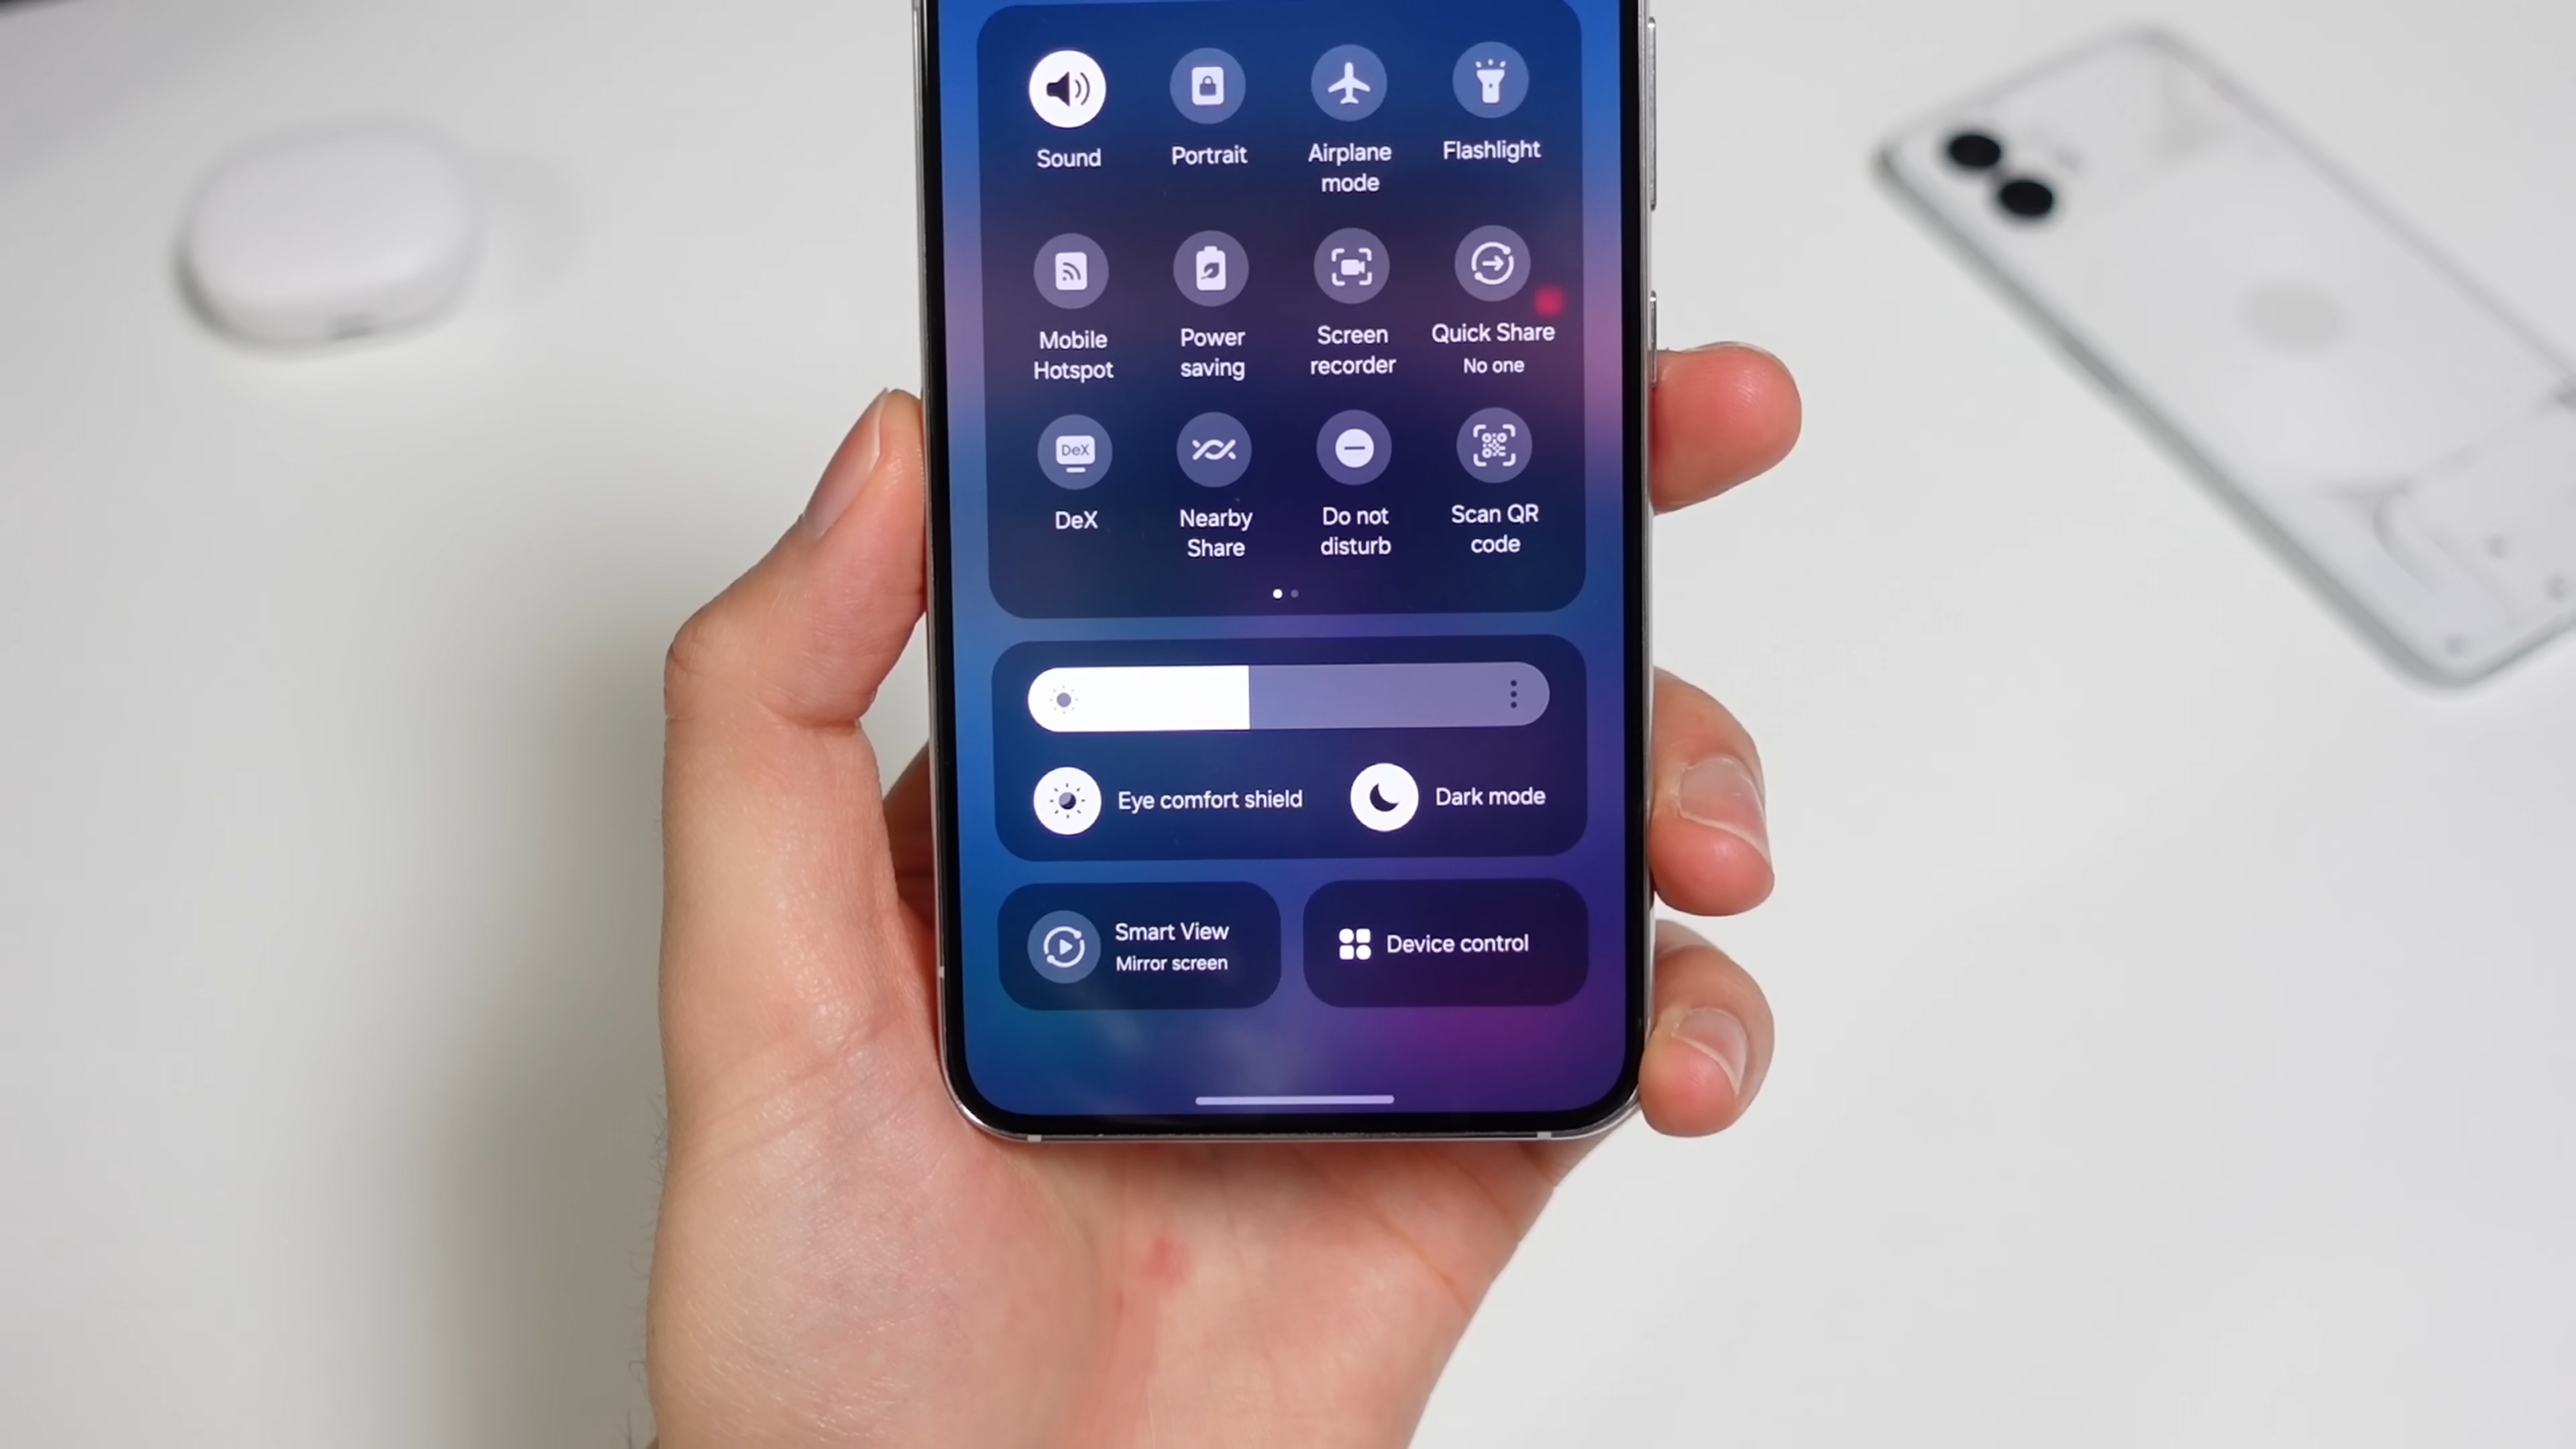 Sound
Portrait
Airplane
mode
Flashlight
Mobile
Hotspot
Power
saving
Screen
recorder
Quick Share
No one
DeX
DeX
Nearby
Share
Do not
disturb
Scan QR
code
Eye comfort shield
Dark mode
Smart View
Mirror screen
Device control